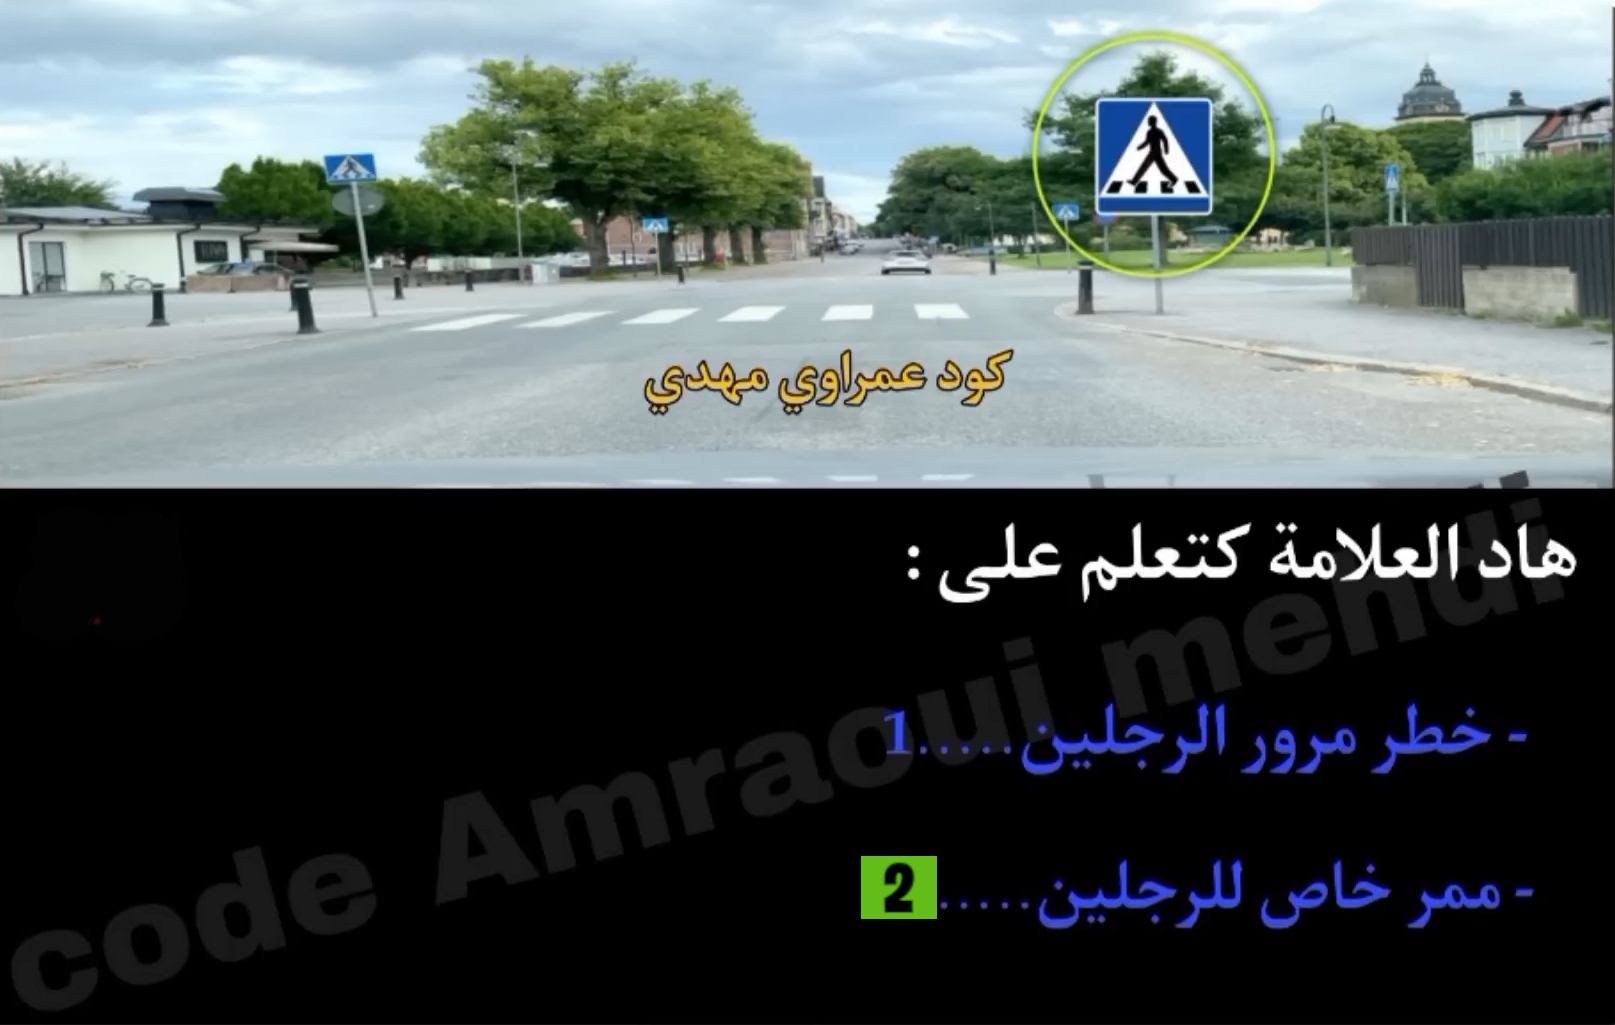 كود عمراوي مهدي
هاد العلامة كتعلم على :
- خطر مرور الرجلين.....1
- ممر خاص للرجلين.....2
code Amraoui mehdi